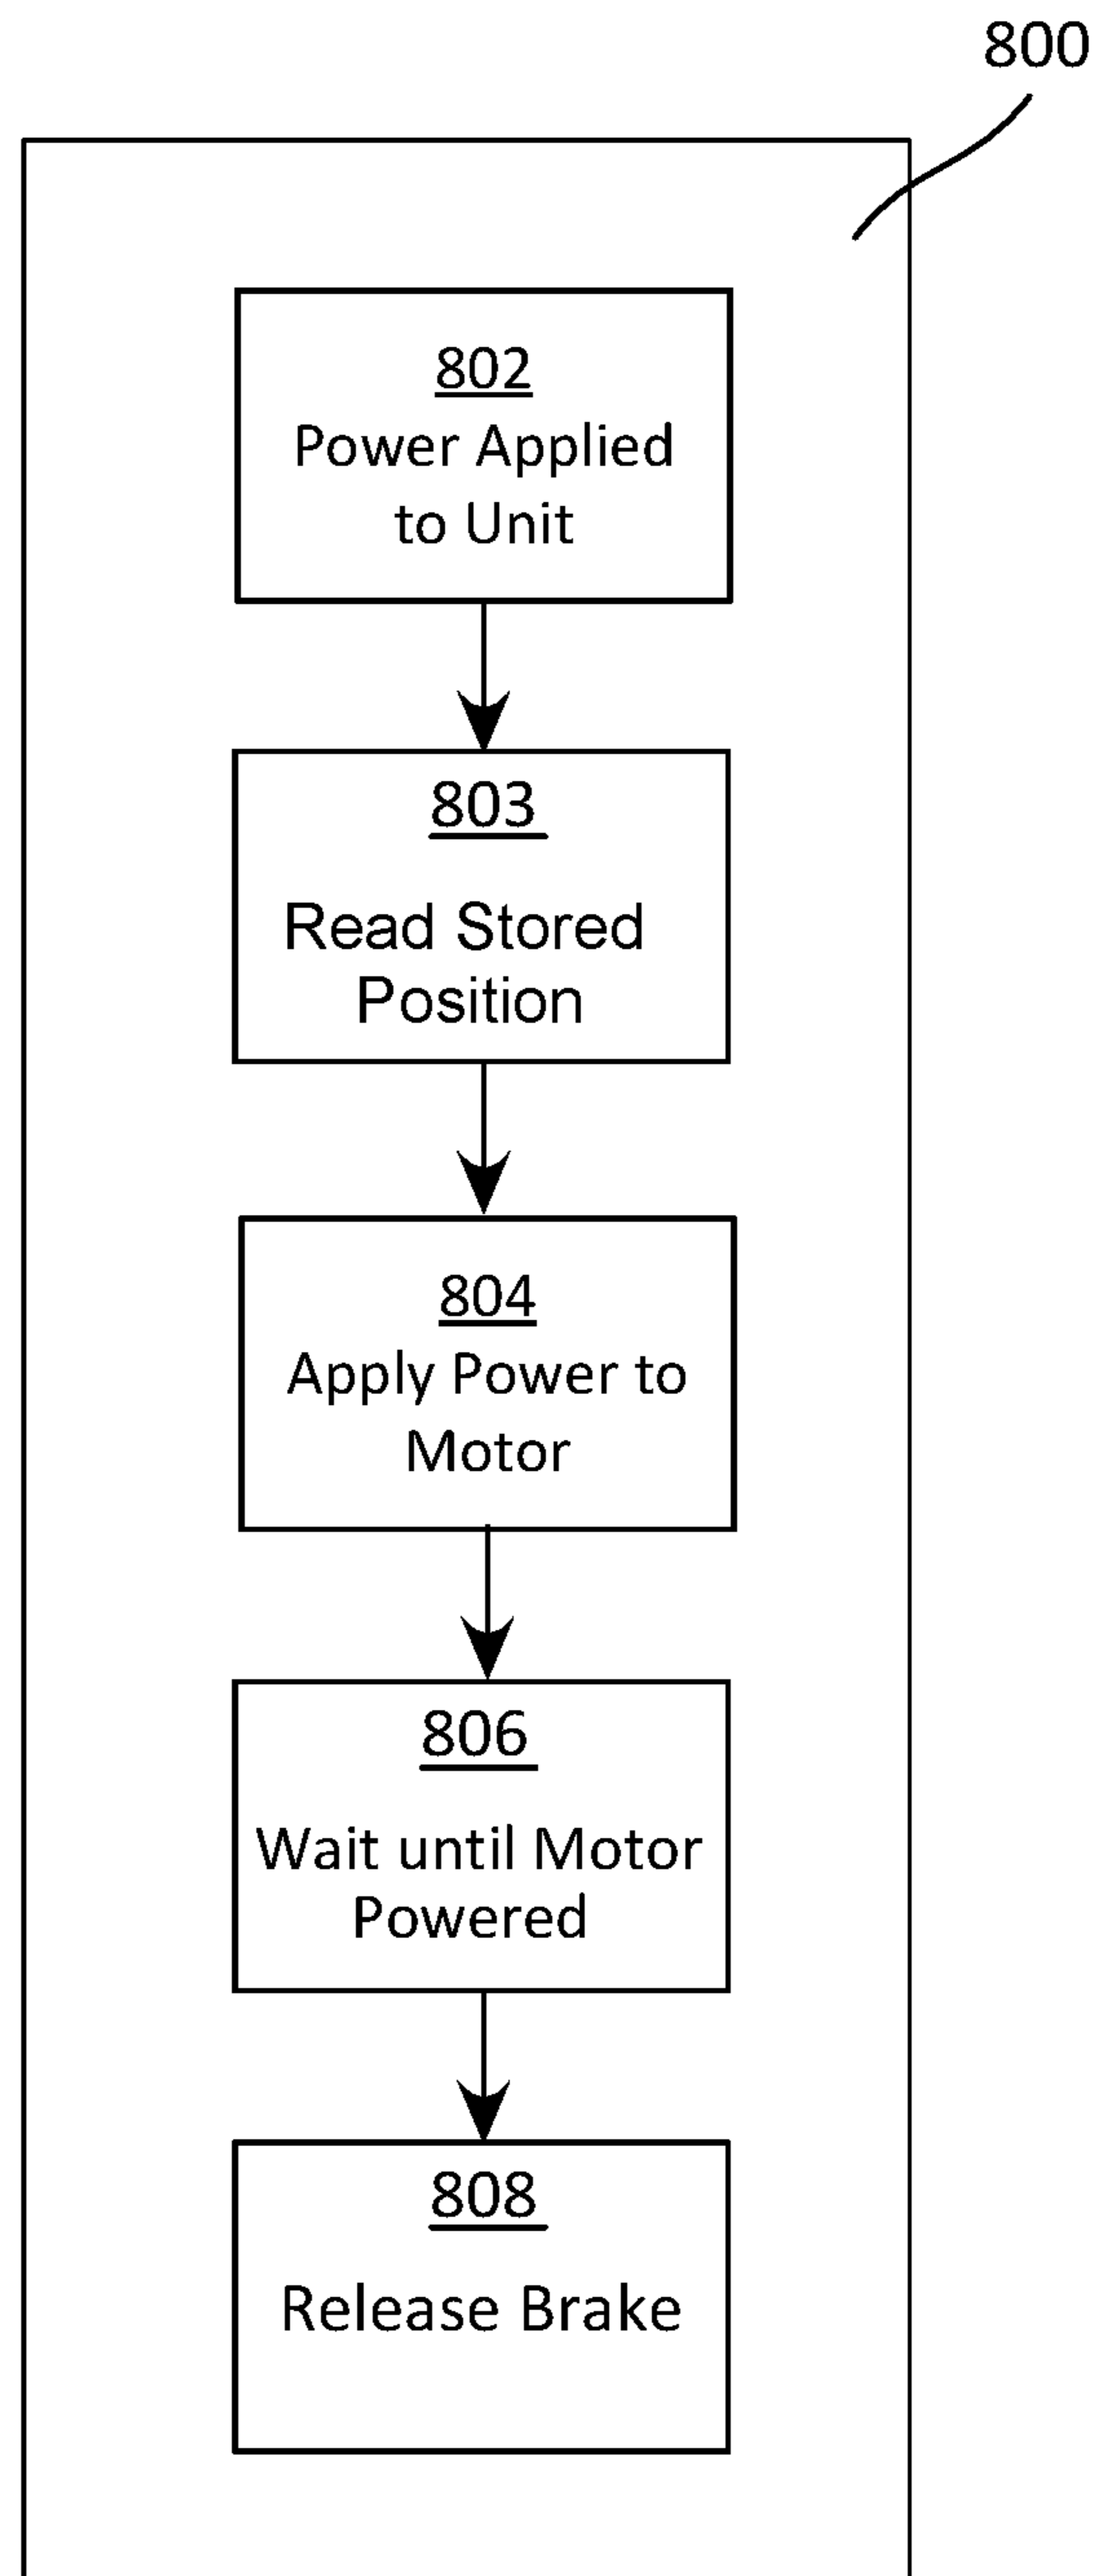 800
802
Power Applied
to Unit
803
Read Stored
Position
804
Apply Power to
Motor
806
Wait until Motor
Powered
808
Release Brake